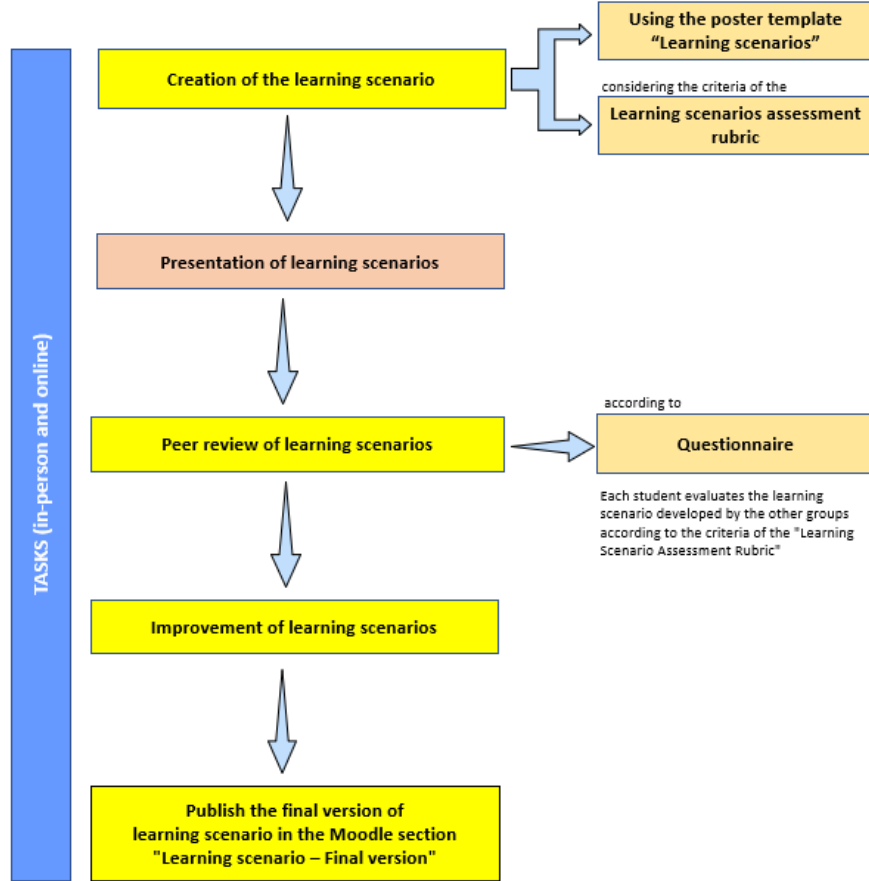 Using the poster template
“Learning scenarios”
Creation of the learning scenario
considering the criteria of the
Learning scenarios assessment
rubric
Presentation of learning scenarios
TASKS (in-person and online)
according to
Peer review of learning scenarios
Questionnaire
Each student evaluates the learning
scenario developed by the other groups
according to the criteria of the "Learning
Scenario Assessment Rubric"
Improvement of learning scenarios
Publish the final version of
learning scenario in the Moodle section
"Learning scenario – Final version"